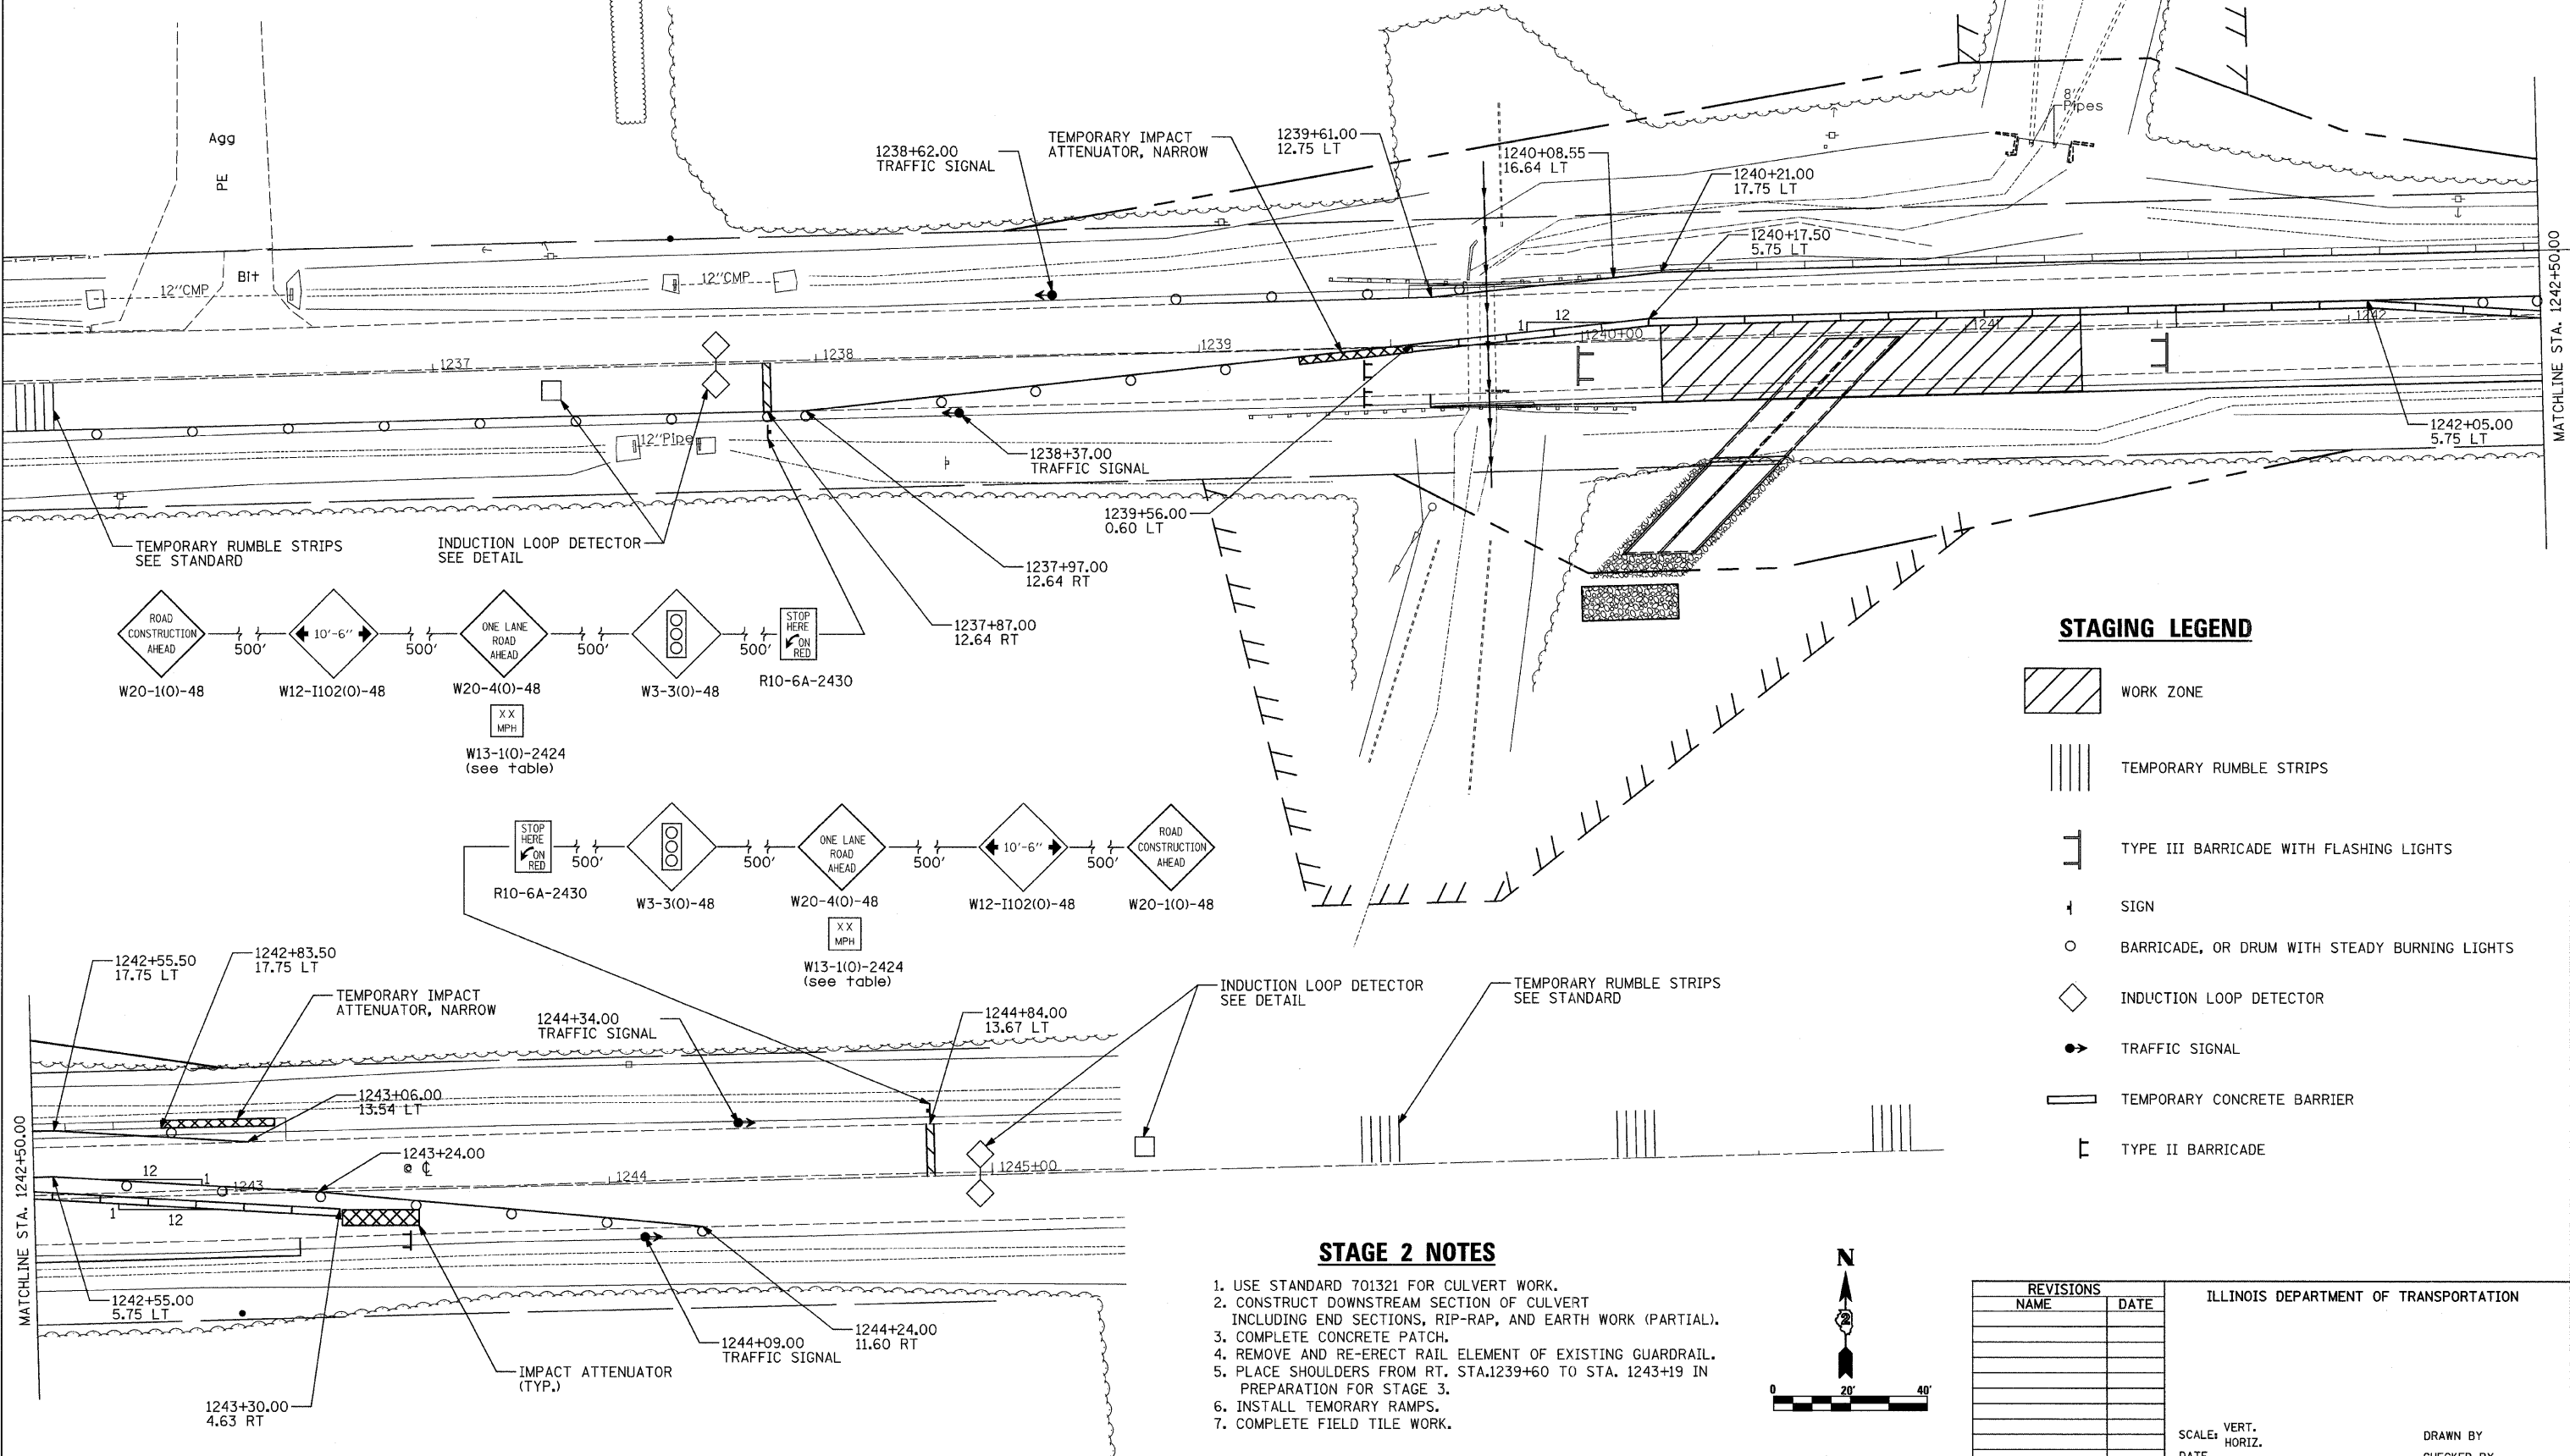 Agg
PE
Bit
12"CMP
12"CMP
1238+62.00
TRAFFIC SIGNAL
TEMPORARY IMPACT
ATTENUATOR, NARROW
1239+61.00
12.75 LT
1240+08.55
16.64 LT
1240+21.00
17.75 LT
1240+17.50
5.75 LT
8'
Pipes
MATCHLINE STA. 1242+50.00
1237
1238
1239
1240+00
1241
1242
12
1
12"Pipe
1238+37.00
TRAFFIC SIGNAL
1242+05.00
5.75 LT
1239+56.00
0.60 LT
1237+97.00
12.64 RT
1237+87.00
12.64 RT
TEMPORARY RUMBLE STRIPS
SEE STANDARD
INDUCTION LOOP DETECTOR
SEE DETAIL
ROAD
CONSTRUCTION
AHEAD
500'
10'-6"
500'
ONE LANE
ROAD
AHEAD
500'
500'
STOP
HERE
ON
RED
W20-1(O)-48
W12-I102(O)-48
W20-4(O)-48
W3-3(O)-48
R10-6A-2430
XX
MPH
W13-1(O)-2424
(see table)
STOP
HERE
ON
RED
500'
500'
ONE LANE
ROAD
AHEAD
500'
10'-6"
500'
ROAD
CONSTRUCTION
AHEAD
R10-6A-2430
W3-3(O)-48
W20-4(O)-48
W12-I102(O)-48
W20-1(O)-48
XX
MPH
W13-1(O)-2424
(see table)
STAGING LEGEND
WORK ZONE
TEMPORARY RUMBLE STRIPS
TYPE III BARRICADE WITH FLASHING LIGHTS
SIGN
BARRICADE, OR DRUM WITH STEADY BURNING LIGHTS
INDUCTION LOOP DETECTOR
TRAFFIC SIGNAL
TEMPORARY CONCRETE BARRIER
TYPE II BARRICADE
MATCHLINE STA. 1242+50.00
1242+55.50
17.75 LT
1242+83.50
17.75 LT
TEMPORARY IMPACT
ATTENUATOR, NARROW
1243+06.00
13.54 LT
1244+34.00
TRAFFIC SIGNAL
1244+84.00
13.67 LT
INDUCTION LOOP DETECTOR
SEE DETAIL
TEMPORARY RUMBLE STRIPS
SEE STANDARD
1243+24.00
@ ℄
12
1
1243
1244
1245+00
1
12
1242+55.00
5.75 LT
1243+30.00
4.63 RT
IMPACT ATTENUATOR
(TYP.)
1244+09.00
TRAFFIC SIGNAL
1244+24.00
11.60 RT
STAGE 2 NOTES
1. USE STANDARD 701321 FOR CULVERT WORK.
2. CONSTRUCT DOWNSTREAM SECTION OF CULVERT
INCLUDING END SECTIONS, RIP-RAP, AND EARTH WORK (PARTIAL).
3. COMPLETE CONCRETE PATCH.
4. REMOVE AND RE-ERECT RAIL ELEMENT OF EXISTING GUARDRAIL.
5. PLACE SHOULDERS FROM RT. STA.1239+60 TO STA. 1243+19 IN
PREPARATION FOR STAGE 3.
6. INSTALL TEMORARY RAMPS.
7. COMPLETE FIELD TILE WORK.
N
2
0 20' 40'
REVISIONS
NAME DATE
ILLINOIS DEPARTMENT OF TRANSPORTATION
SCALE: VERT.
HORIZ.
DRAWN BY
DATE
CHECKED BY